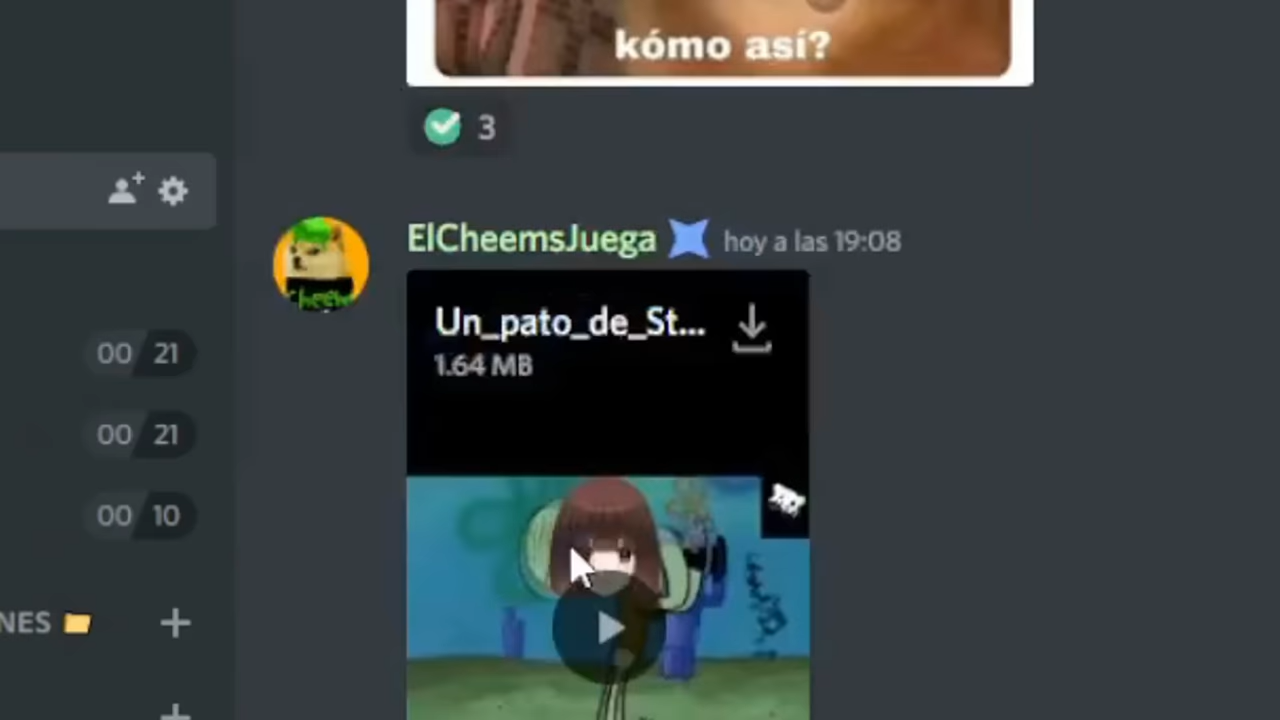 kómo así?
3
ElCheemsJuega hoy a las 19:08
Un_pato_de_St...
1.64 MB
00 21
00 21
00 10
NES